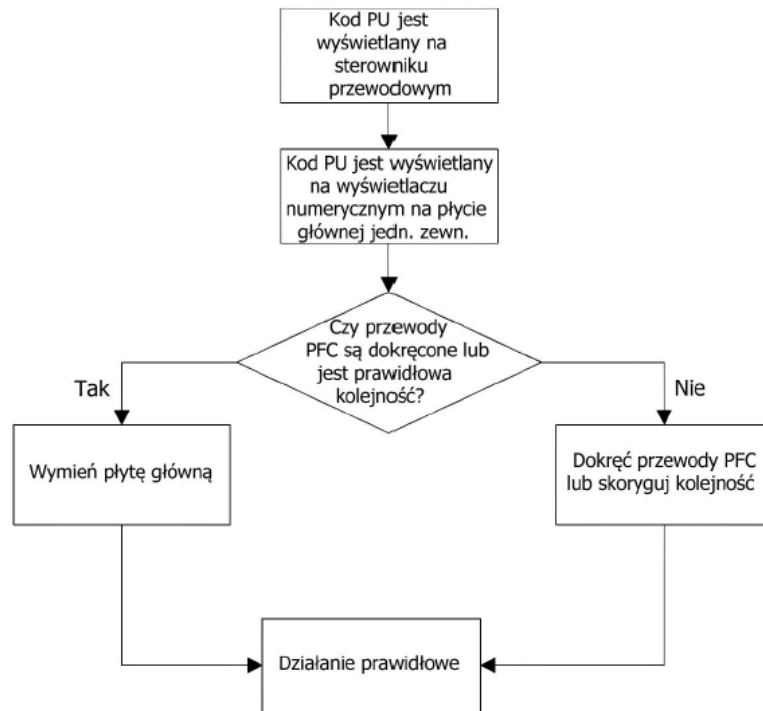 Kod PU jest
wyświetlany na
sterowniku
przewodowym
Kod PU jest wyświetlany
na wyświetlaczu
numerycznym na płycie
głównej jedn. zewn.
Czy przewody
PFC są dokręcone lub
jest prawidłowa
kolejność?
Tak
Nie
Wymień płytę główną
Dokręć przewody PFC
lub skoryguj kolejność
Działanie prawidłowe